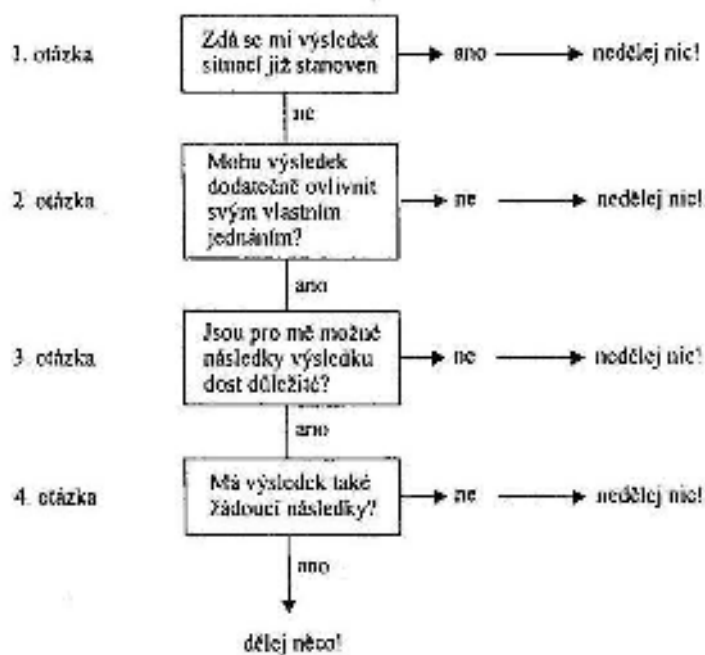 1. otázka
Zdá se mi výsledek
situací již stanoven
ano
nedělej nic!
ne
2 otázka
Mohu výsledek
dodatečně ovlivnit
svým vlastním
jednáním?
ne
nedělej nic!
ano
3 otázka
Jsou pro mě možné
následky výsledku
dost důležité?
ne
nedělej nic!
ano
4. otázka
Má výsledek také
žádoucí následky?
ne
nedělej nic!
ano
dělej něco!